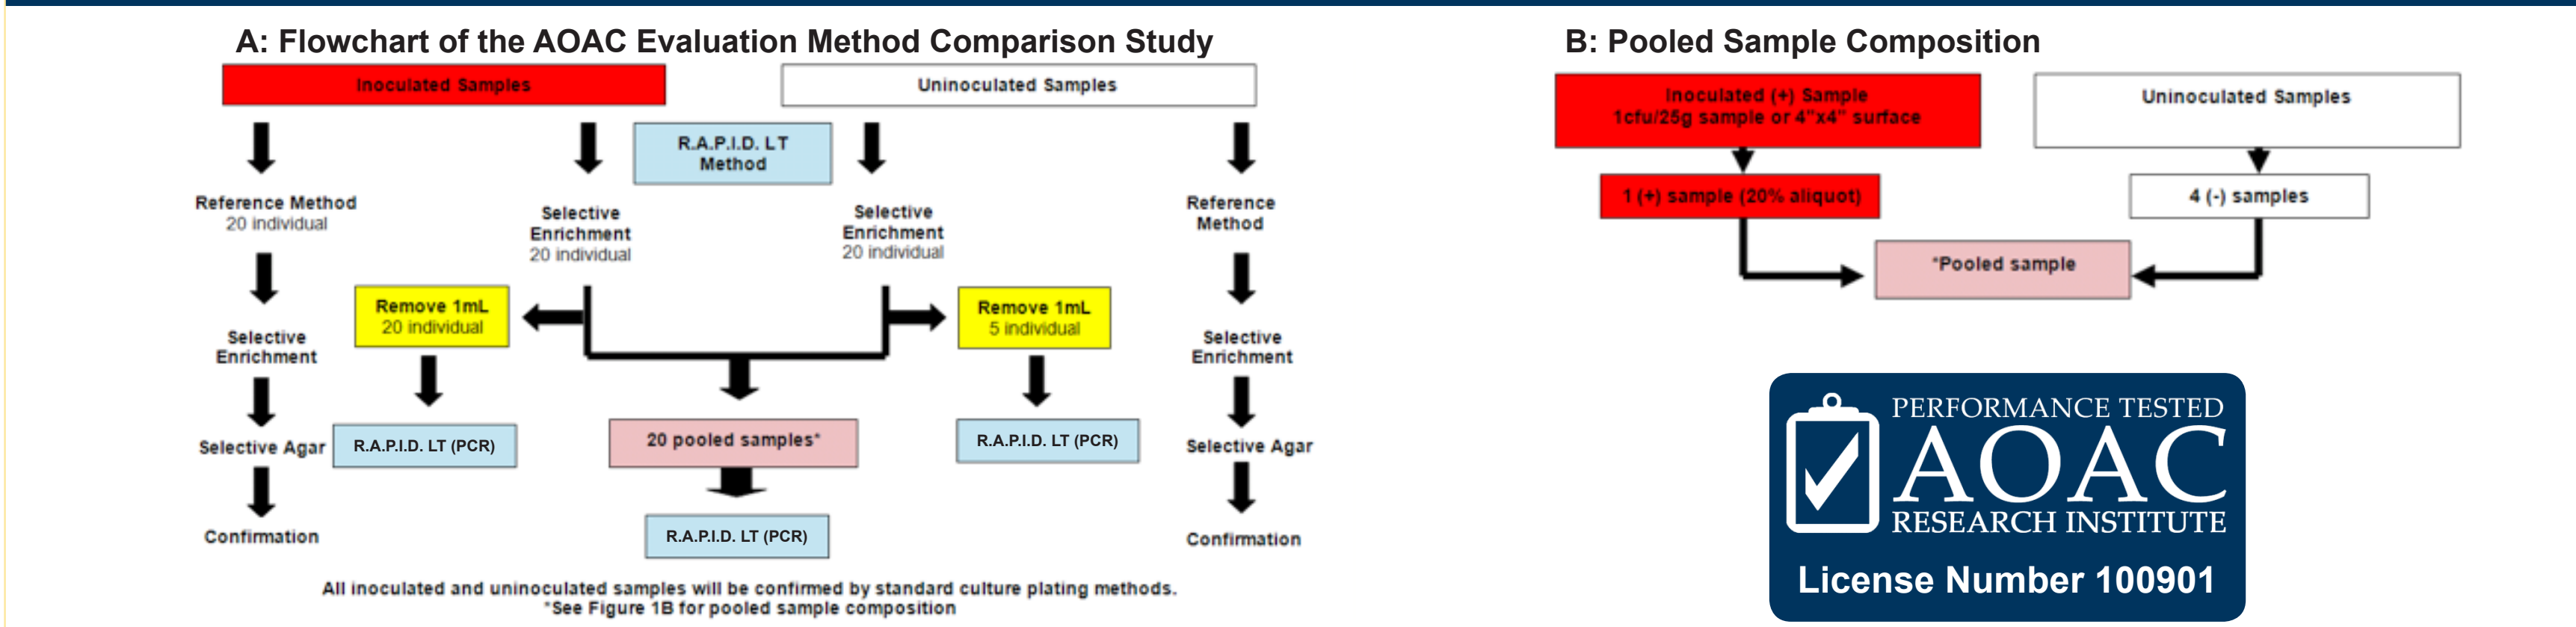 A: Flowchart of the AOAC Evaluation Method Comparison Study
Inoculated Samples
Uninoculated Samples
R.A.P.I.D. LT
Method
Reference Method
20 individual
Selective
Enrichment
20 individual
Selective
Enrichment
20 individual
Reference
Method
Remove 1mL
20 individual
Remove 1mL
5 individual
Selective
Enrichment
Selective
Enrichment
Selective Agar
R.A.P.I.D. LT (PCR)
20 pooled samples*
R.A.P.I.D. LT (PCR)
Selective Agar
Confirmation
R.A.P.I.D. LT (PCR)
Confirmation
All inoculated and uninoculated samples will be confirmed by standard culture plating methods.
*See Figure 1B for pooled sample composition
B: Pooled Sample Composition
Inoculated (+) Sample
1cfu/25g sample or 4"x4" surface
Uninoculated Samples
1 (+) sample (20% aliquot)
4 (-) samples
*Pooled sample
PERFORMANCE TESTED
AOAC
RESEARCH INSTITUTE
License Number 100901